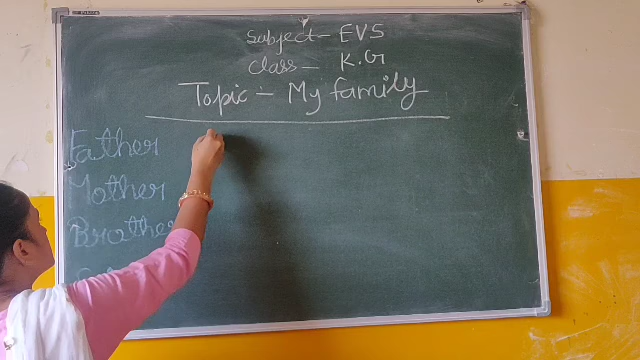 Subject - EVS
Class - K.G
Topic :- My family
Father
Mother
Brother